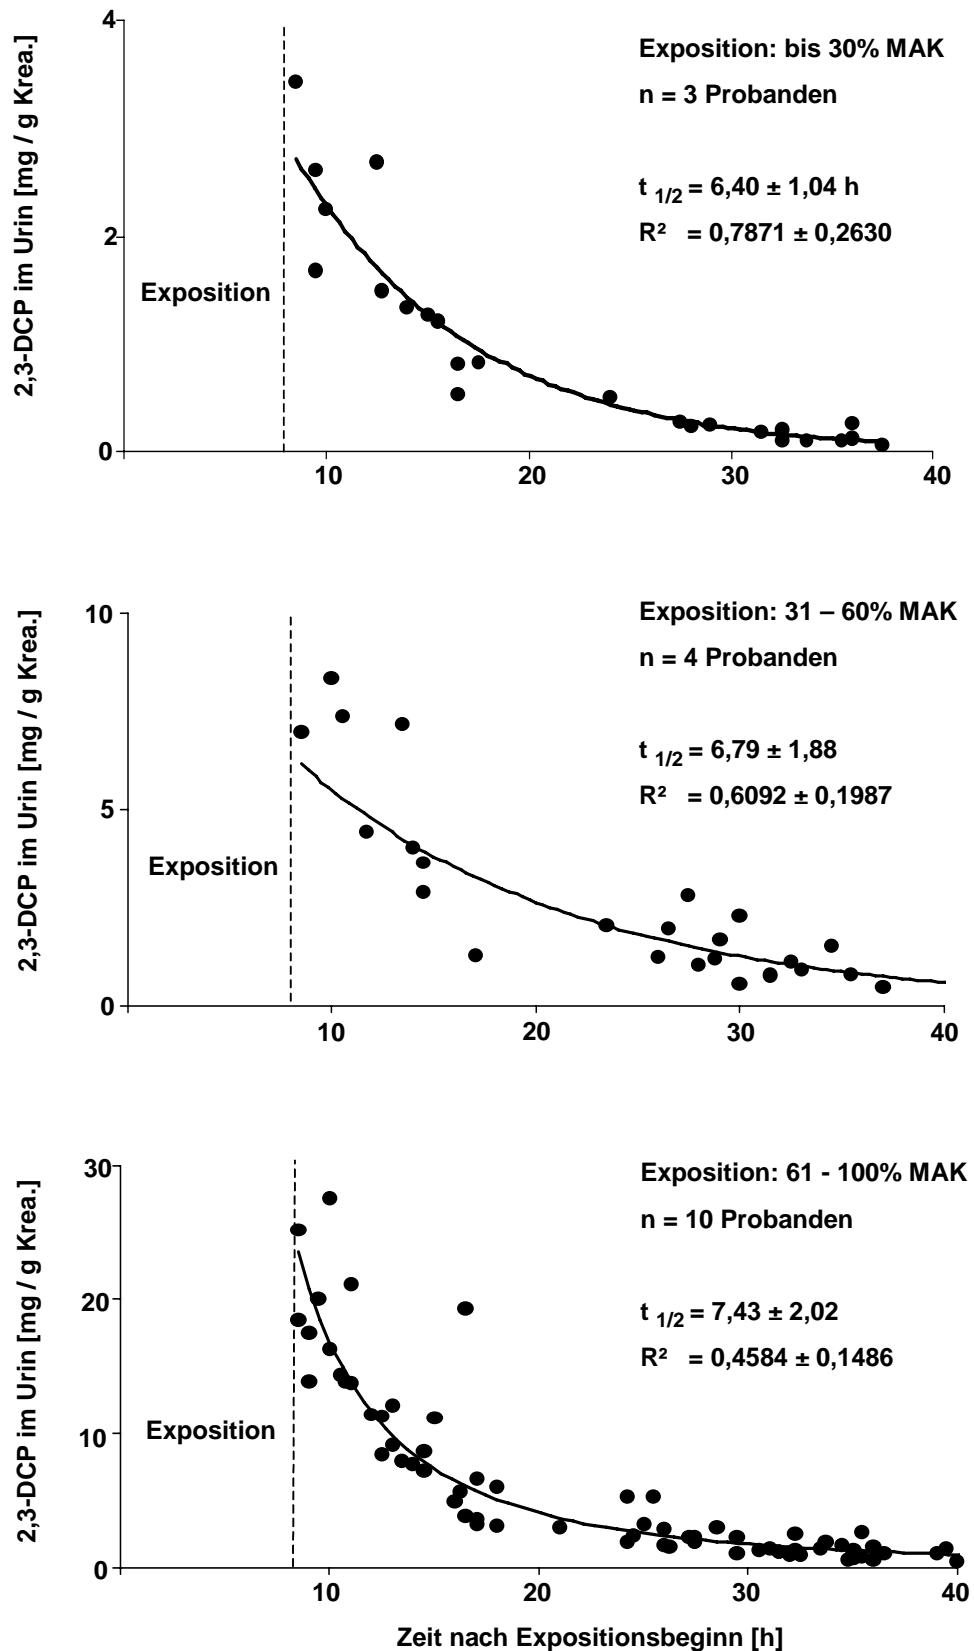 4
2
0
10
20
30
40
2,3-DCP im Urin [mg / g Krea.]
Exposition
Exposition: bis 30% MAK
n = 3 Probanden
t 1/2 = 6,40 ± 1,04 h
R² = 0,7871 ± 0,2630
10
5
0
10
20
30
40
2,3-DCP im Urin [mg / g Krea.]
Exposition
Exposition: 31 – 60% MAK
n = 4 Probanden
t 1/2 = 6,79 ± 1,88
R² = 0,6092 ± 0,1987
30
20
10
0
10
20
30
40
2,3-DCP im Urin [mg / g Krea.]
Exposition
Exposition: 61 - 100% MAK
n = 10 Probanden
t 1/2 = 7,43 ± 2,02
R² = 0,4584 ± 0,1486
Zeit nach Expositionsbeginn [h]